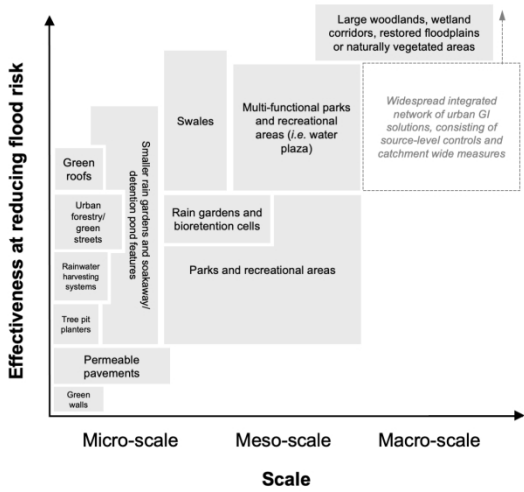 Effectiveness at reducing flood risk
Large woodlands, wetland
corridors, restored floodplains
or naturally vegetated areas
Swales
Multi-functional parks
and recreational
areas (i.e. water
plaza)
Widespread integrated
network of urban GI
solutions, consisting of
source-level controls and
catchment wide measures
Green
roofs
Smaller rain gardens and soakaway/
detention pond features
Urban
forestry/
green
streets
Rain gardens and
bioretention cells
Rainwater
harvesting
systems
Parks and recreational areas
Tree pit
planters
Permeable
pavements
Green
walls
Micro-scale
Meso-scale
Macro-scale
Scale